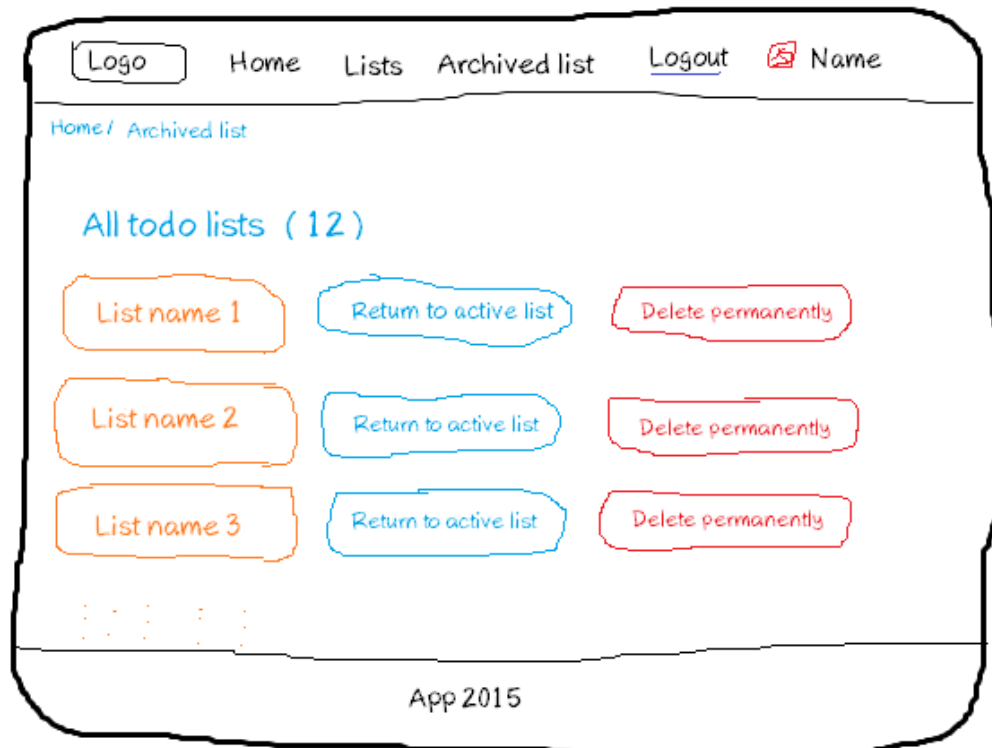 Logo Home Lists Archived list Logout Name
Home/ Archived list
All todo lists (12)
List name 1 Return to active list Delete permanently
List name 2 Return to active list Delete permanently
List name 3 Return to active list Delete permanently
App 2015